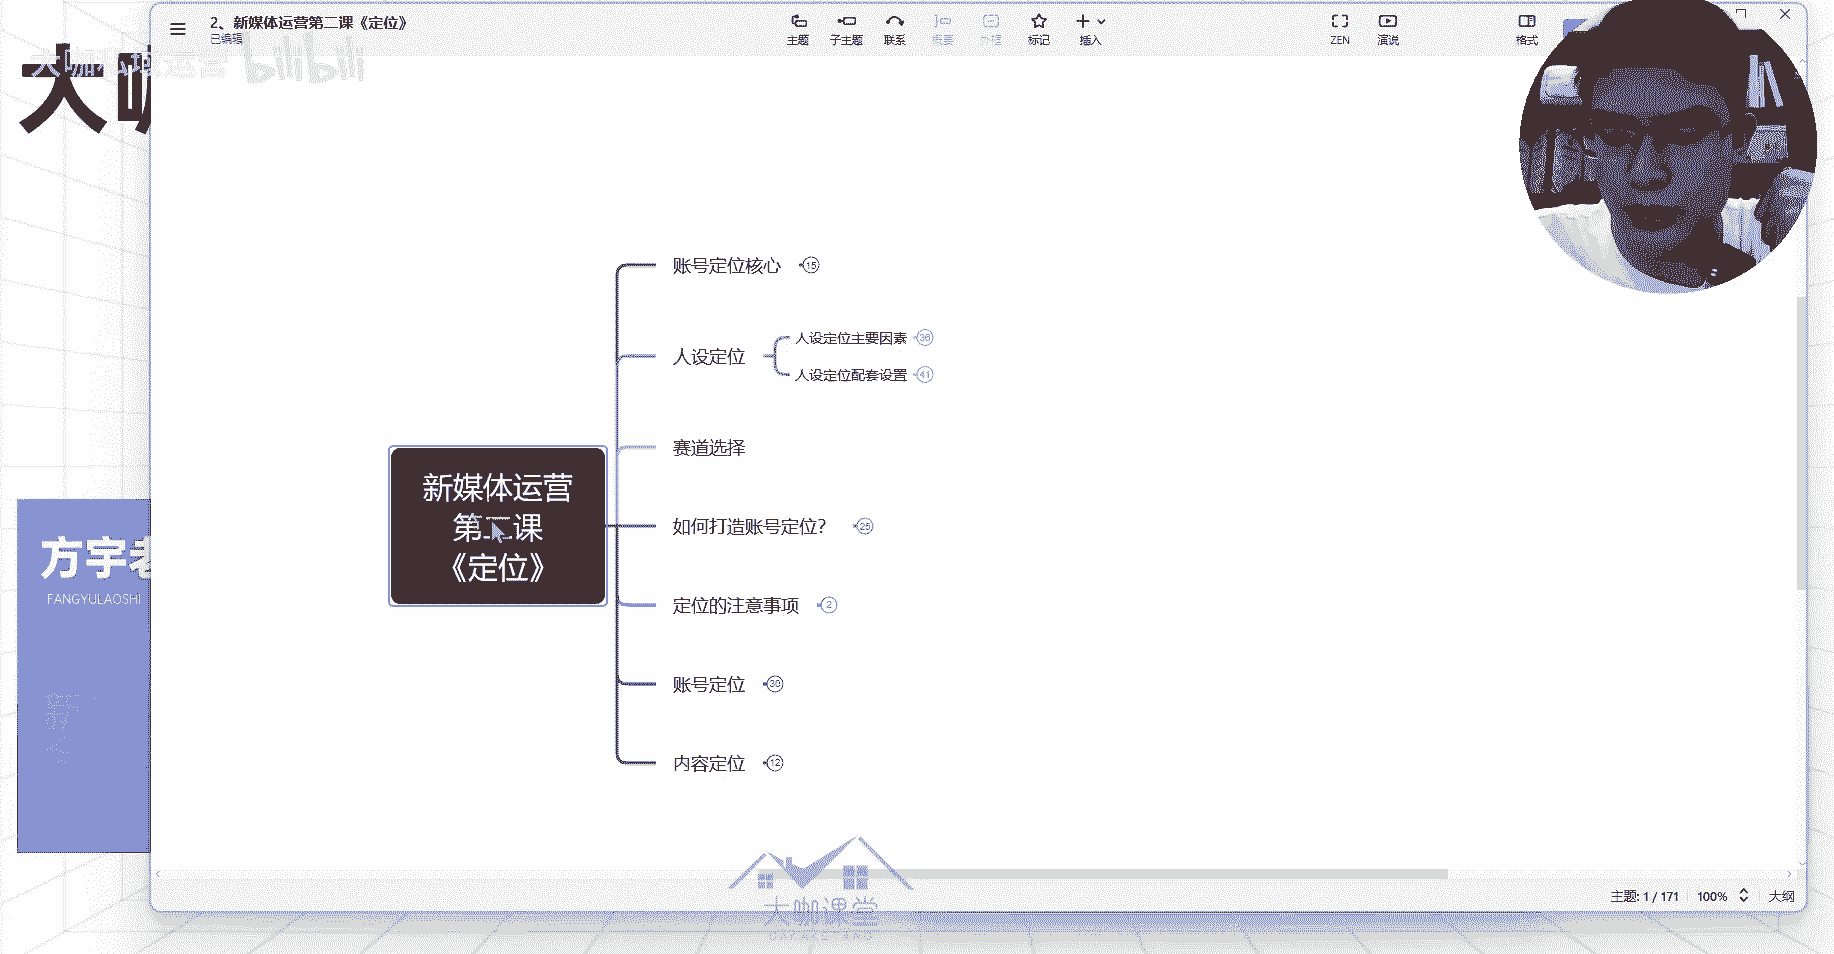 2、新媒体运营第二课《定位》
已编辑
主题
子主题
联系
概要
外框
标记
插入
ZEN
演说
格式
大咖私域运营
bilibili
大咖
账号定位核心 15
人设定位
人设定位主要因素 36
人设定位配套设置 41
赛道选择
新媒体运营
第二课
《定位》
如何打造账号定位? 25
定位的注意事项 2
账号定位 30
内容定位 12
方宇老
FANGYULAOSHI
大咖课堂
主题: 1 / 171
100%
大纲